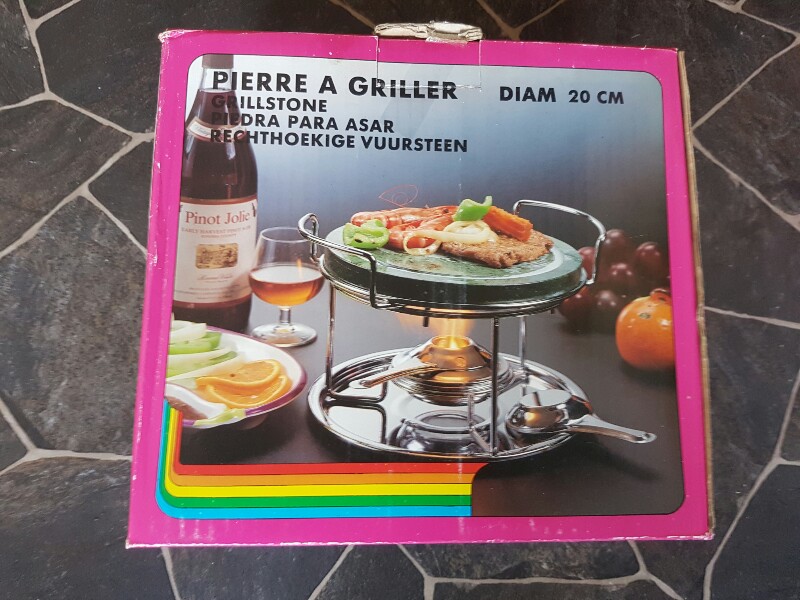 PIERRE A GRILLER
DIAM 20 CM
GRILLSTONE
PIEDRA PARA ASAR
RECHTHOEKIGE VUURSTEEN
Pinot Jolie